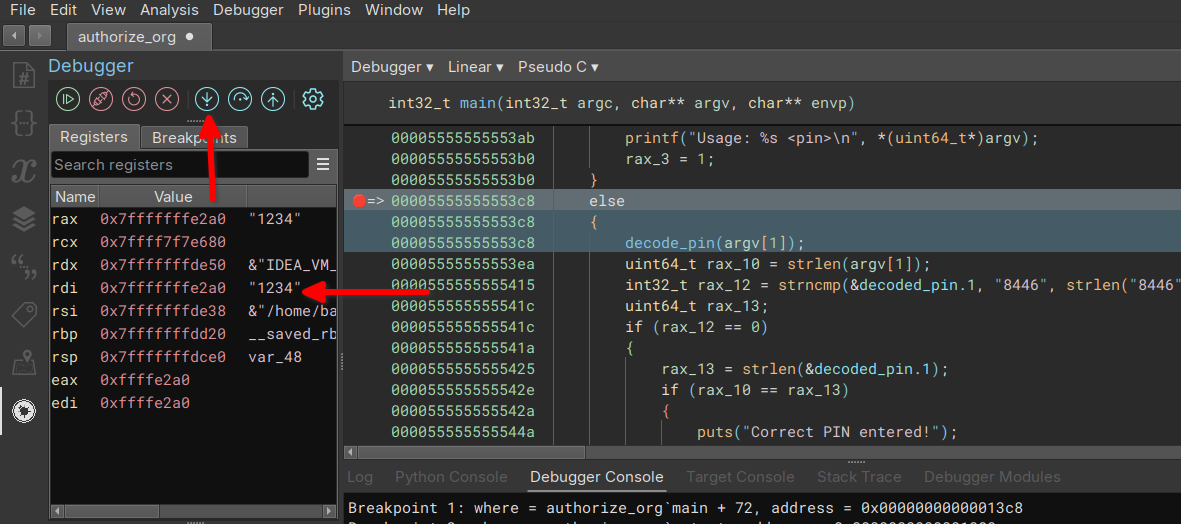 File Edit View Analysis Debugger Plugins Window Help
authorize_org
Debugger
Debugger ▾ Linear ▾ Pseudo C ▾
int32_t main(int32_t argc, char** argv, char** envp)
Registers Breakpoints
Search registers
Name Value
rax 0x7fffffffe2a0 "1234"
rcx 0x7ffff7f7e680
rdx 0x7fffffffde50 &"IDEA_VM_
rdi 0x7fffffffe2a0 "1234"
rsi 0x7fffffffde38 &"/home/ba
rbp 0x7fffffffdd20 __saved_rb
rsp 0x7fffffffdce0 var_48
eax 0xffffe2a0
edi 0xffffe2a0
00005555555553ab printf("Usage: %s <pin>\n", *(uint64_t*)argv);
00005555555553b0 rax_3 = 1;
00005555555553b0 }
=> 00005555555553c8 else
00005555555553c8 {
00005555555553c8 decode_pin(argv[1]);
00005555555553ea uint64_t rax_10 = strlen(argv[1]);
0000555555555415 int32_t rax_12 = strncmp(&decoded_pin.1, "8446", strlen("8446"
000055555555541c uint64_t rax_13;
000055555555541c if (rax_12 == 0)
000055555555541a {
0000555555555425 rax_13 = strlen(&decoded_pin.1);
000055555555542e if (rax_10 == rax_13)
000055555555542a {
000055555555544a puts("Correct PIN entered!");
Log Python Console Debugger Console Target Console Stack Trace Debugger Modules
Breakpoint 1: where = authorize_org`main + 72, address = 0x00000000000013c8